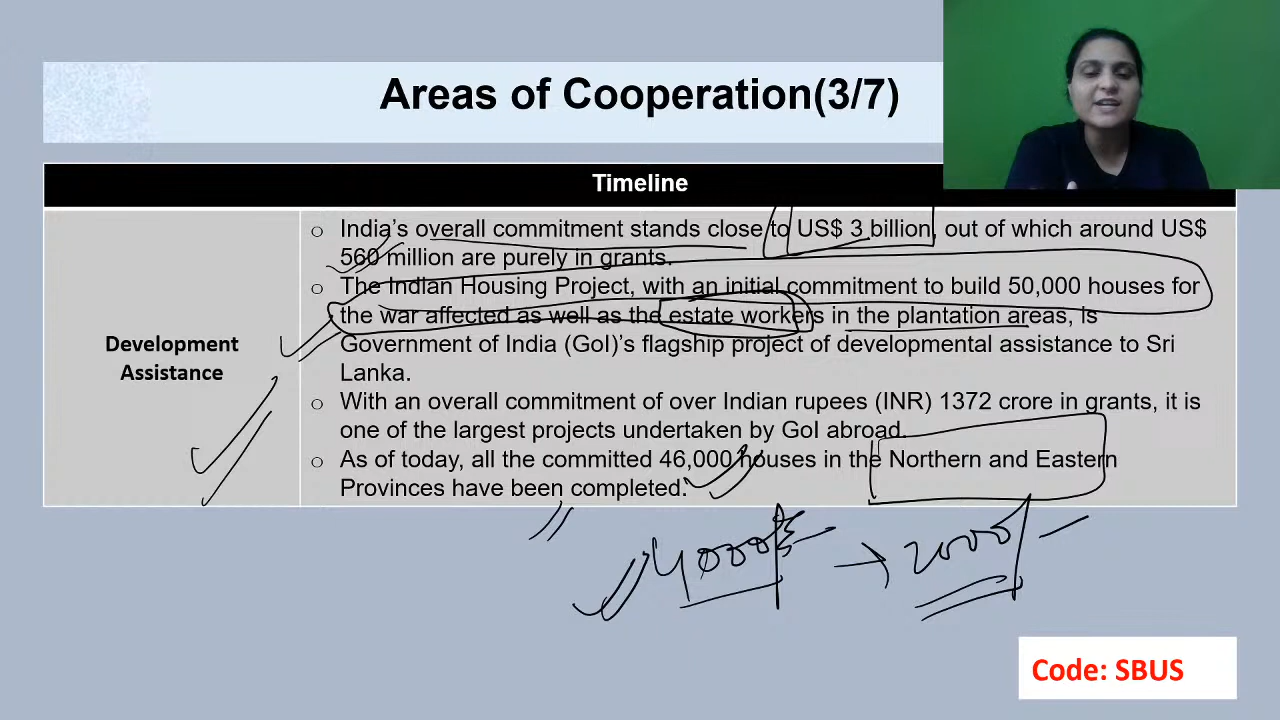 Areas of Cooperation(3/7)
Timeline
Development
Assistance
o India's overall commitment stands close to US$ 3 billion, out of which around US$
560 million are purely in grants.
o The Indian Housing Project, with an initial commitment to build 50,000 houses for
the war affected as well as the estate workers in the plantation areas, is
Government of India (GoI)'s flagship project of developmental assistance to Sri
Lanka.
o With an overall commitment of over Indian rupees (INR) 1372 crore in grants, it is
one of the largest projects undertaken by GoI abroad.
o As of today, all the committed 46,000 houses in the Northern and Eastern
Provinces have been completed.
4000 → 2000
Code: SBUS